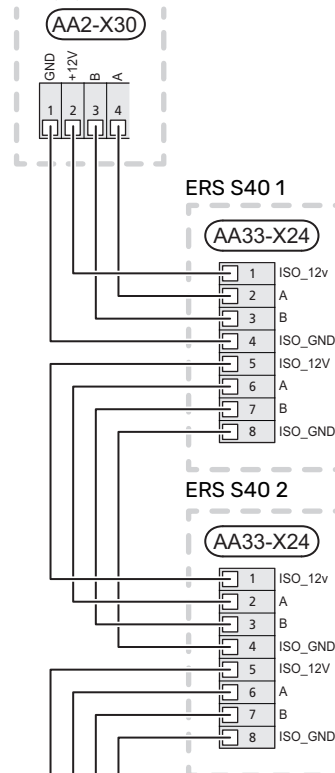 AA2-X30
GND
+12V
B
A
1 2 3 4
ERS S40 1
AA33-X24
1 ISO_12v
2 A
3 B
4 ISO_GND
5 ISO_12V
6 A
7 B
8 ISO_GND
ERS S40 2
AA33-X24
1 ISO_12v
2 A
3 B
4 ISO_GND
5 ISO_12V
6 A
7 B
8 ISO_GND